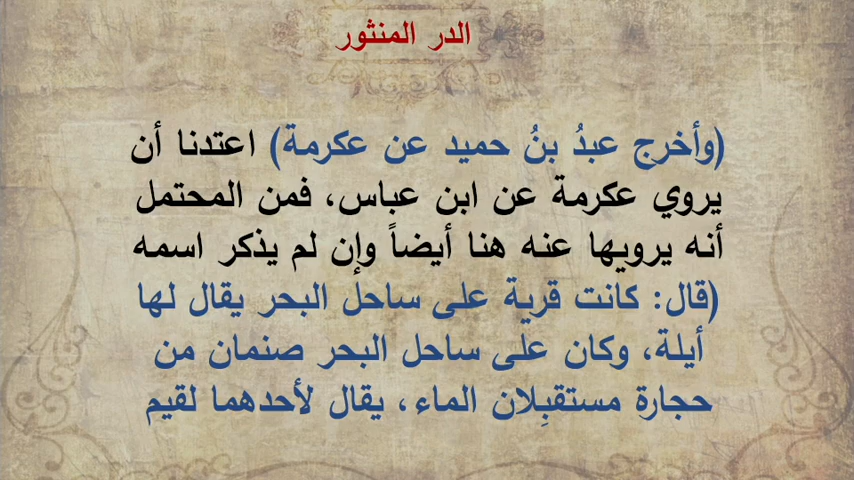 الدر المنثور
(وأخرج عبدُ بنُ حميد عن عكرمة) اعتدنا أن
يروي عكرمة عن ابن عباس، فمن المحتمل
أنه يرويها عنه هنا أيضاً وإن لم يذكر اسمه
(قال: كانت قرية على ساحل البحر يقال لها
أيلة، وكان على ساحل البحر صنمان من
حجارة مستقبِلان الماء، يقال لأحدهما لقيم